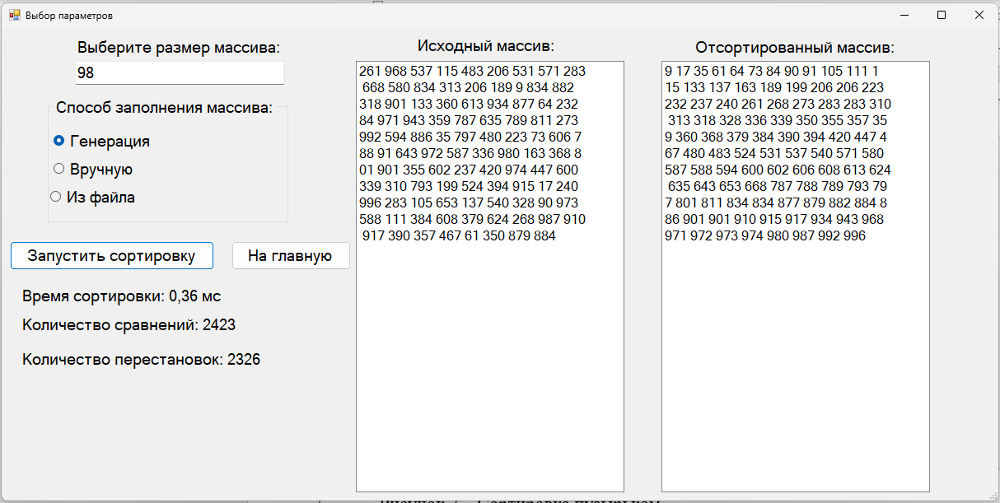 Выбор параметров
Выберите размер массива:
98
Способ заполнения массива:
Генерация
Вручную
Из файла
Запустить сортировку
На главную
Время сортировки: 0,36 мс
Количество сравнений: 2423
Количество перестановок: 2326
Исходный массив:
261 968 537 115 483 206 531 571 283
668 580 834 313 206 189 9 834 882
318 901 133 360 613 934 877 64 232
84 971 943 359 787 635 789 811 273
992 594 886 35 797 480 223 73 606 7
88 91 643 972 587 336 980 163 368 8
01 901 355 602 237 420 974 447 600
339 310 793 199 524 394 915 17 240
996 283 105 653 137 540 328 90 973
588 111 384 608 379 624 268 987 910
917 390 357 467 61 350 879 884
Отсортированный массив:
9 17 35 61 64 73 84 90 91 105 111 1
15 133 137 163 189 199 206 206 223
232 237 240 261 268 273 283 283 310
313 318 328 336 339 350 355 357 35
9 360 368 379 384 390 394 420 447 4
67 480 483 524 531 537 540 571 580
587 588 594 600 602 606 608 613 624
635 643 653 668 787 788 789 793 79
7 801 811 834 834 877 879 882 884 8
86 901 901 910 915 917 934 943 968
971 972 973 974 980 987 992 996